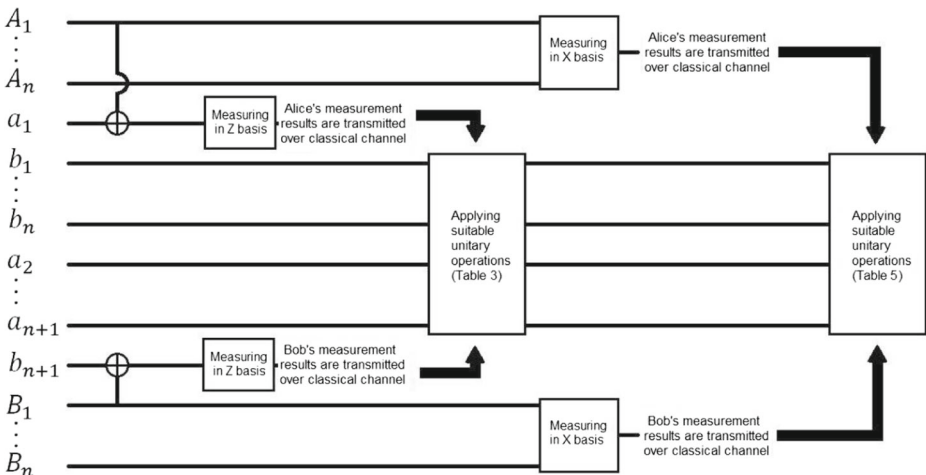 A₁
⋮
Aₙ
a₁
b₁
⋮
bₙ
a₂
⋮
aₙ₊₁
bₙ₊₁
B₁
⋮
Bₙ
Measuring
in Z basis
Alice's measurement
results are transmitted
over classical channel
Measuring
in X basis
Alice's measurement
results are transmitted
over classical channel
Applying
suitable
unitary
operations
(Table 3)
Applying
suitable
unitary
operations
(Table 5)
Measuring
in Z basis
Bob's measurement
results are transmitted
over classical channel
Measuring
in X basis
Bob's measurement
results are transmitted
over classical channel